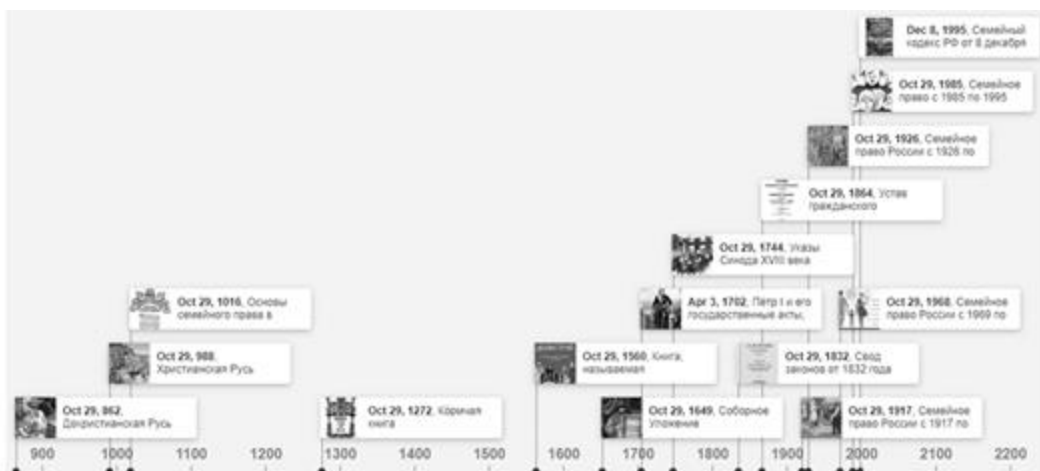 Dec 8, 1995, Семейный
кодекс РФ от 8 декабря
Oct 29, 1985, Семейное
право с 1985 по 1995
Oct 29, 1926, Семейное
право России с 1926 по
Oct 29, 1864, Устав
гражданского
Oct 29, 1744, Указы
Синода XVIII века
Oct 29, 1016, Основы
семейного права в
Apr 3, 1702, Пётр I и его
государственные акты,
Oct 29, 1968, Семейное
право России с 1969 по
Oct 29, 988,
Христианская Русь
Oct 29, 1560, Книга,
называемая
Oct 29, 1832, Свод
законов от 1832 года
Oct 29, 862,
Дохристианская Русь
Oct 29, 1272, Кормчая
книга
Oct 29, 1649, Соборное
Уложение
Oct 29, 1917, Семейное
право России с 1917 по
900 1000 1100 1200 1300 1400 1500 1600 1700 1800 1900 2000 2100 2200